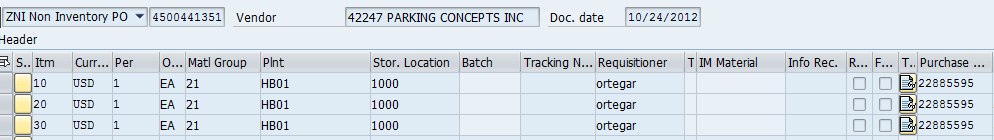 ZNI Non Inventory PO 4500441351 Vendor 42247 PARKING CONCEPTS INC Doc. date 10/24/2012
Header
S.. Itm Curr... Per O... Matl Group Plnt Stor. Location Batch Tracking N... Requisitioner T IM Material Info Rec. R... F... T.. Purchase ...
10 USD 1 EA 21 HB01 1000 ortegar 22885595
20 USD 1 EA 21 HB01 1000 ortegar 22885595
30 USD 1 EA 21 HB01 1000 ortegar 22885595